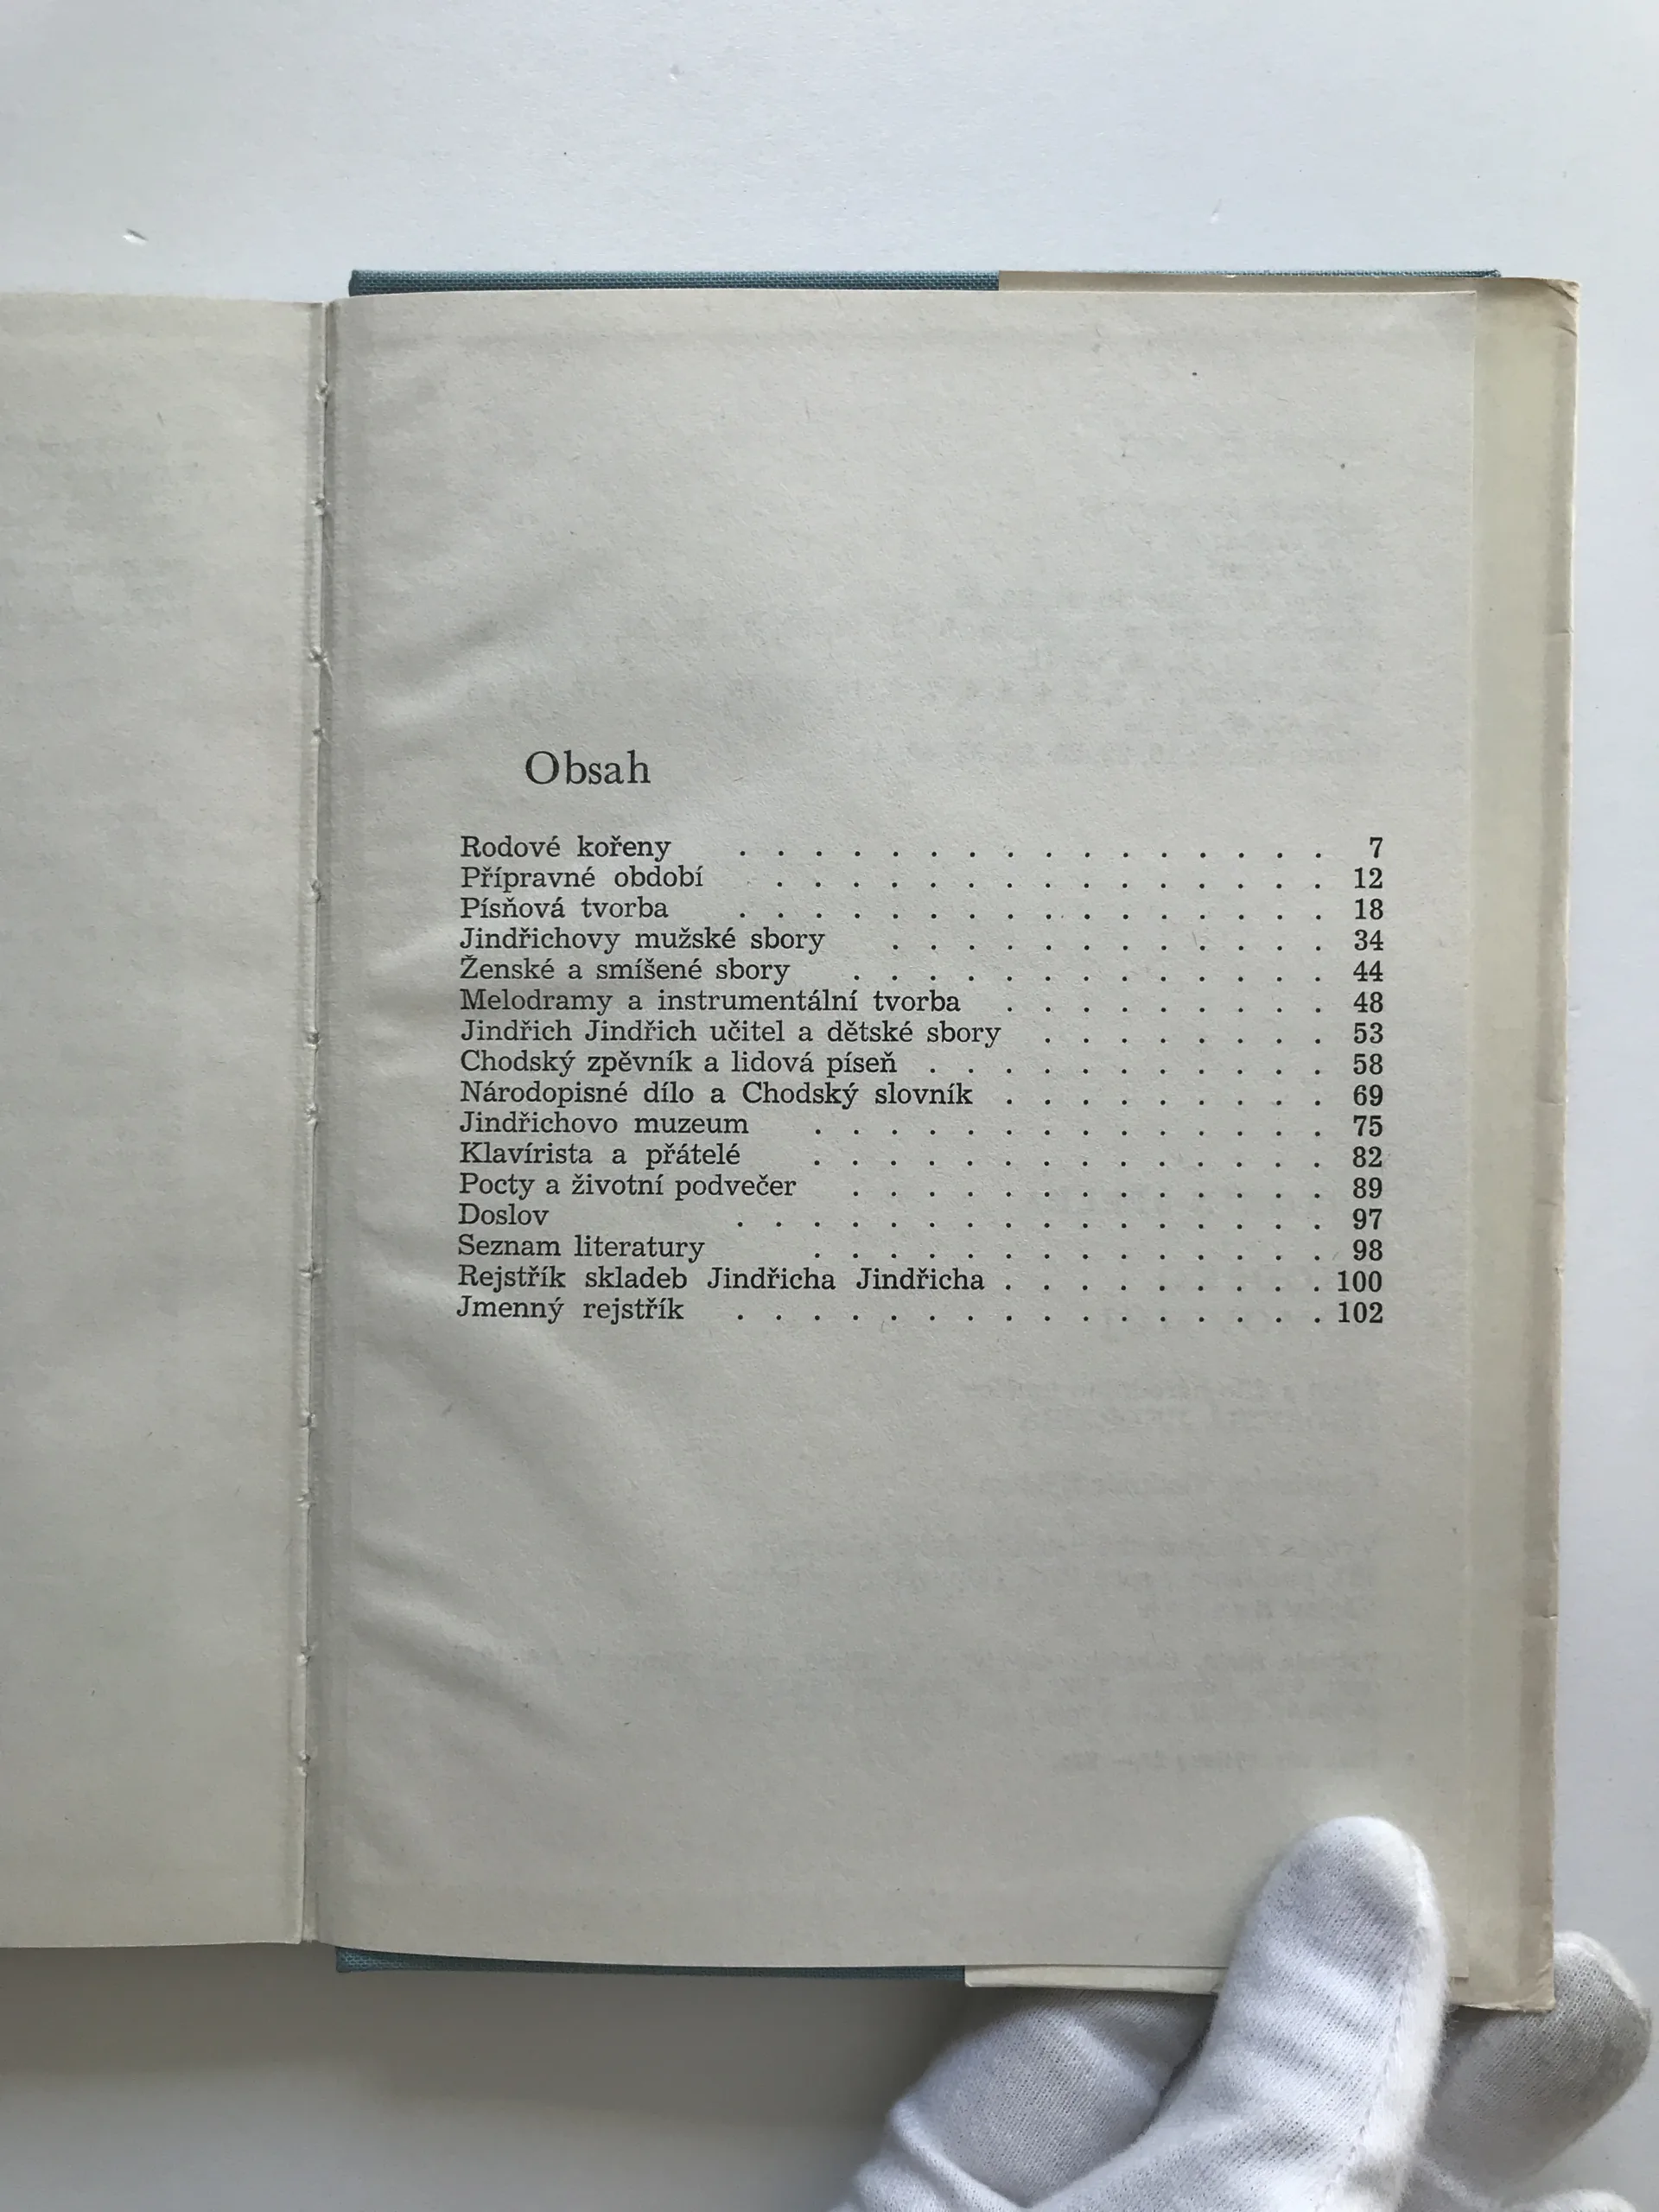 Obsah
Rodové kořeny . . . . . . . . . . . . . . . . 7
Přípravné období . . . . . . . . . . . . . . . 12
Písňová tvorba . . . . . . . . . . . . . . . . 18
Jindřichovy mužské sbory . . . . . . . . . . . . 34
Ženské a smíšené sbory . . . . . . . . . . . . . 44
Melodramy a instrumentální tvorba . . . . . . . . . 48
Jindřich Jindřich učitel a dětské sbory . . . . . . . . 53
Chodský zpěvník a lidová píseň . . . . . . . . . . . 58
Národopisné dílo a Chodský slovník . . . . . . . . . 69
Jindřichovo muzeum . . . . . . . . . . . . . . 75
Klavírista a přátelé . . . . . . . . . . . . . . 82
Pocty a životní podvečer . . . . . . . . . . . . . 89
Doslov . . . . . . . . . . . . . . . . 97
Seznam literatury . . . . . . . . . . . . . . 98
Rejstřík skladeb Jindřicha Jindřicha . . . . . . . . . 100
Jmenný rejstřík . . . . . . . . . . . . . . . . 102